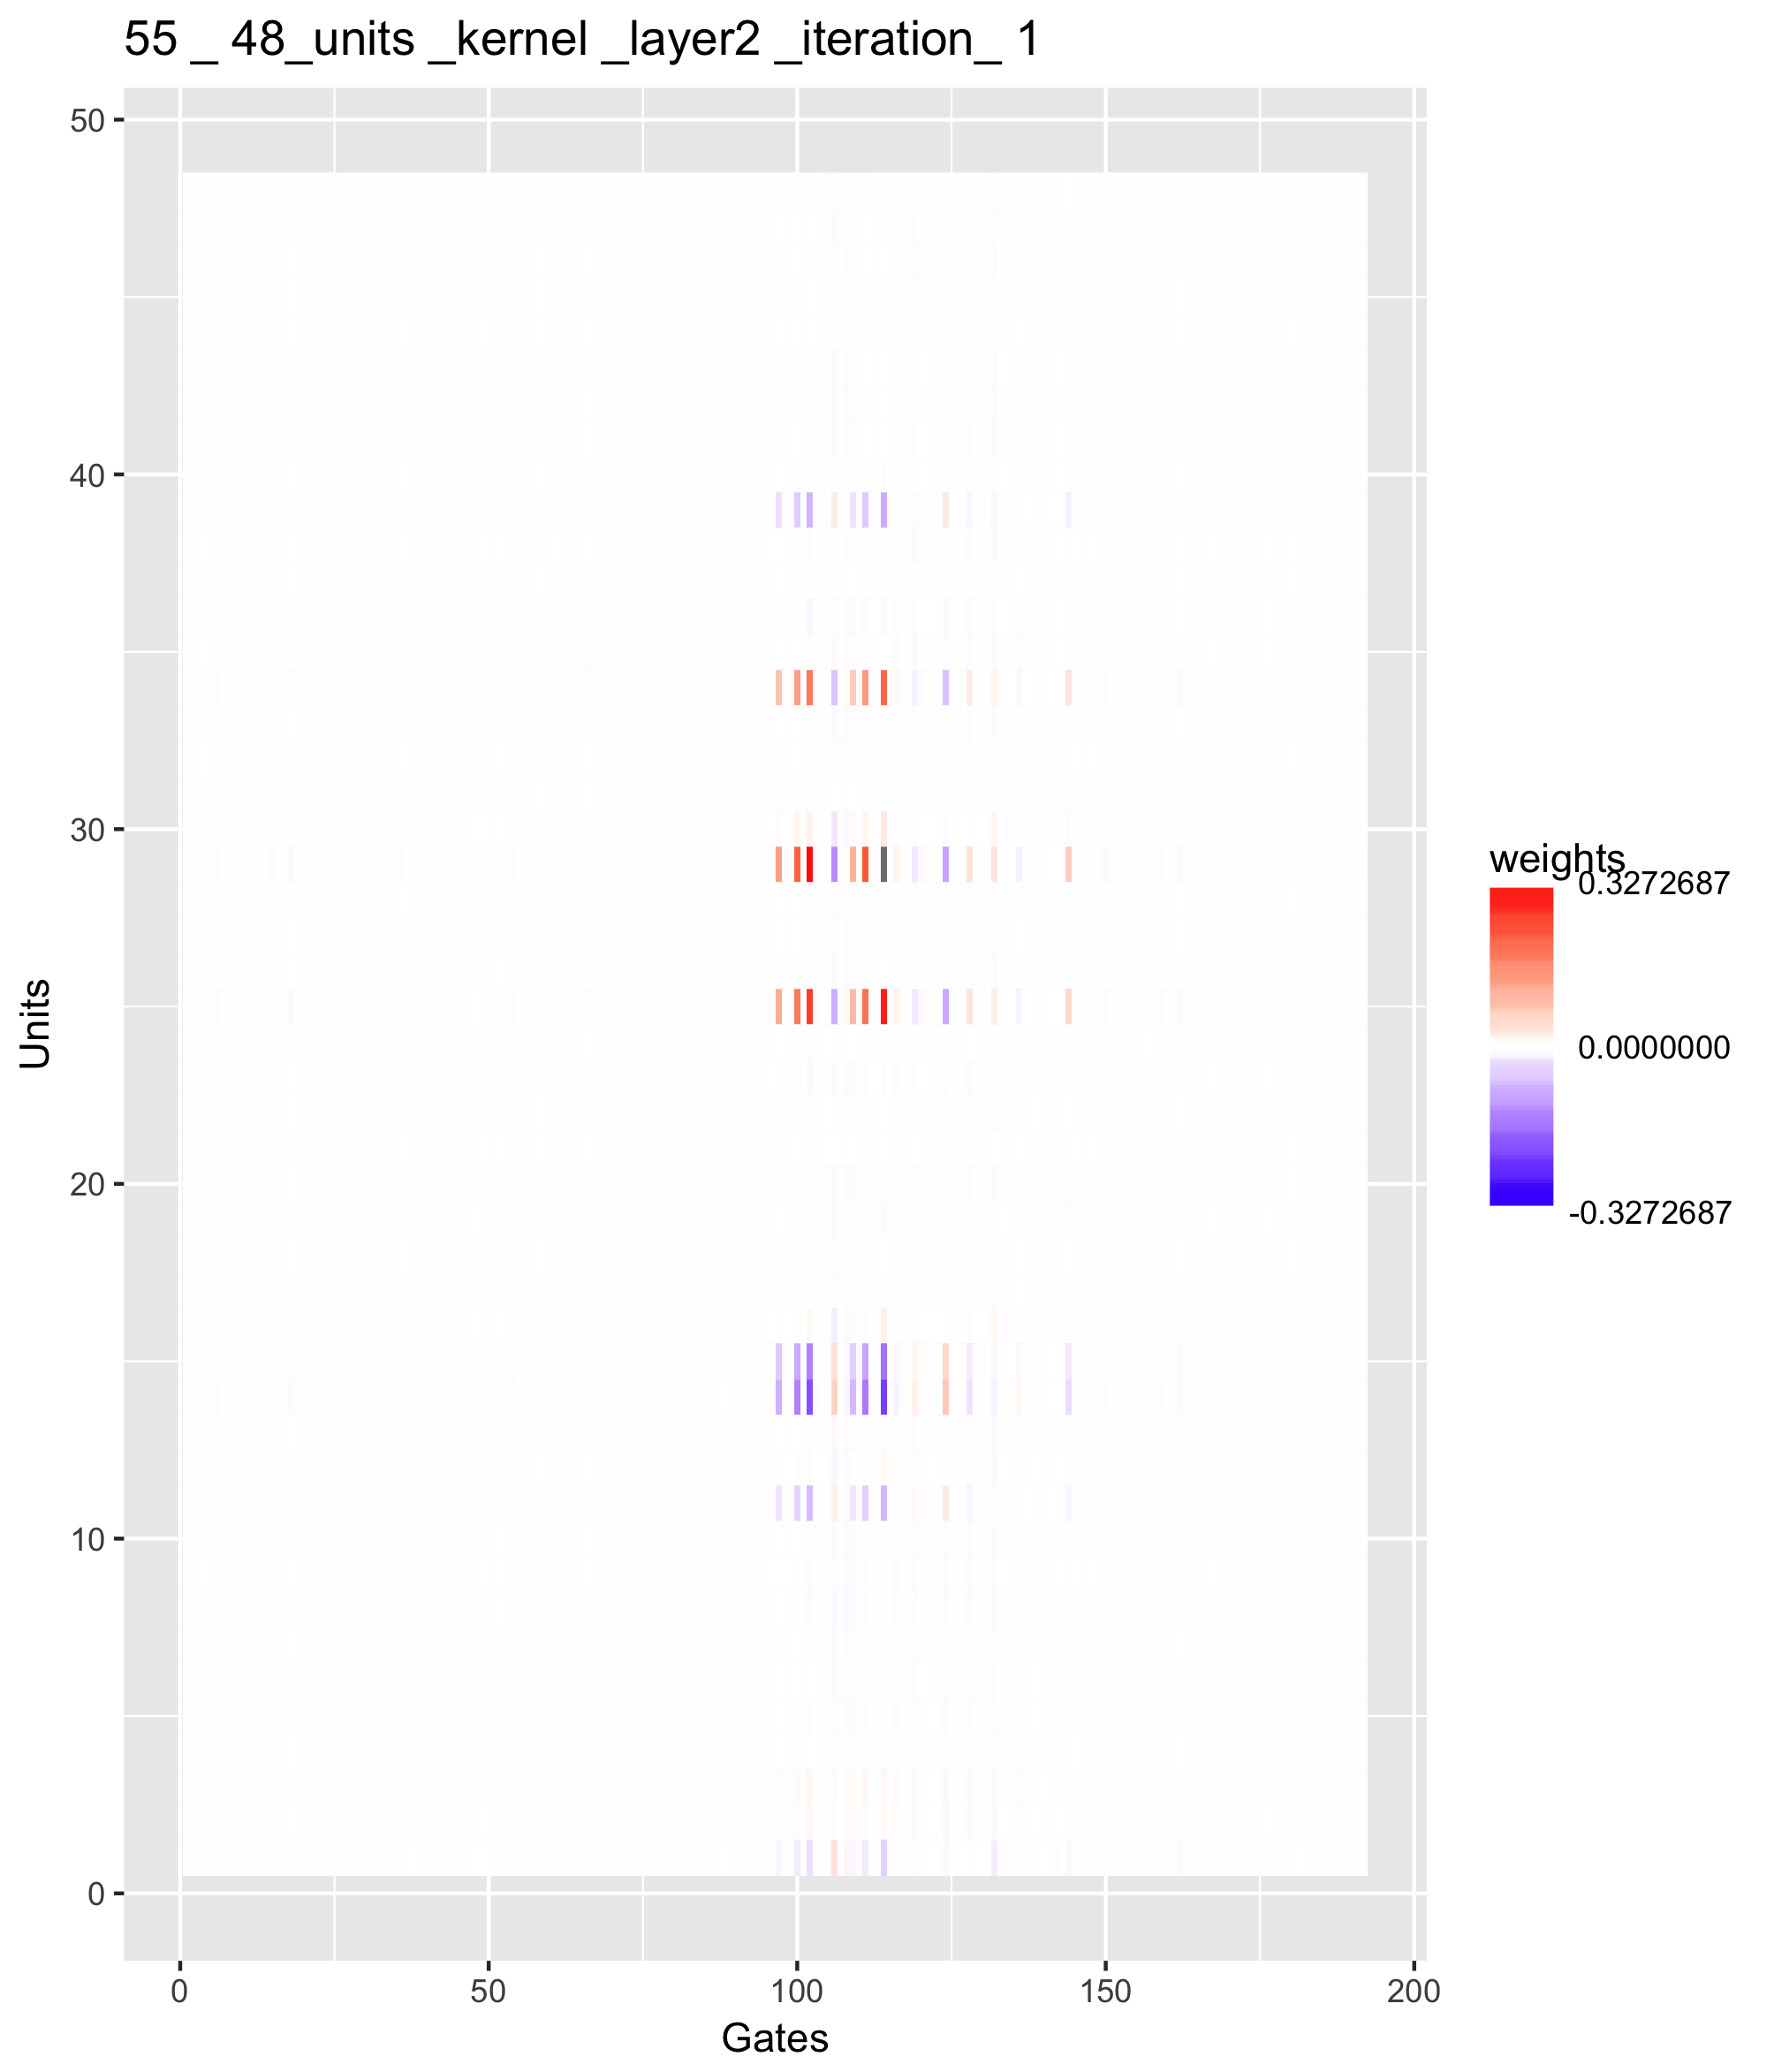 55 _ 48_units _kernel _layer2 _iteration_ 1
50
40
30
20
10
0
Units
0 50 100 150 200
Gates
weights
0.3272687
0.0000000
-0.3272687